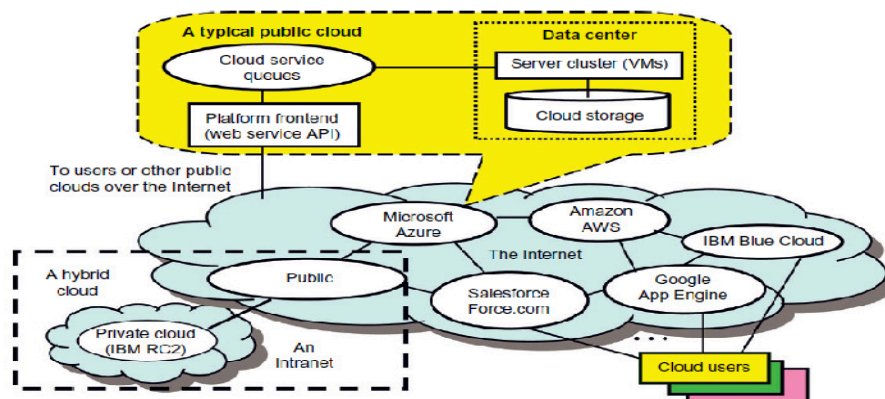 A typical public cloud
Data center
Cloud service
queues
Server cluster (VMs)
Platform frontend
(web service API)
Cloud storage
To users or other public
clouds over the Internet
Microsoft
Azure
Amazon
AWS
IBM Blue Cloud
The Internet
A hybrid
cloud
Public
Salesforce
Force.com
Google
App Engine
Private cloud
(IBM RC2)
An
Intranet
. . .
Cloud users